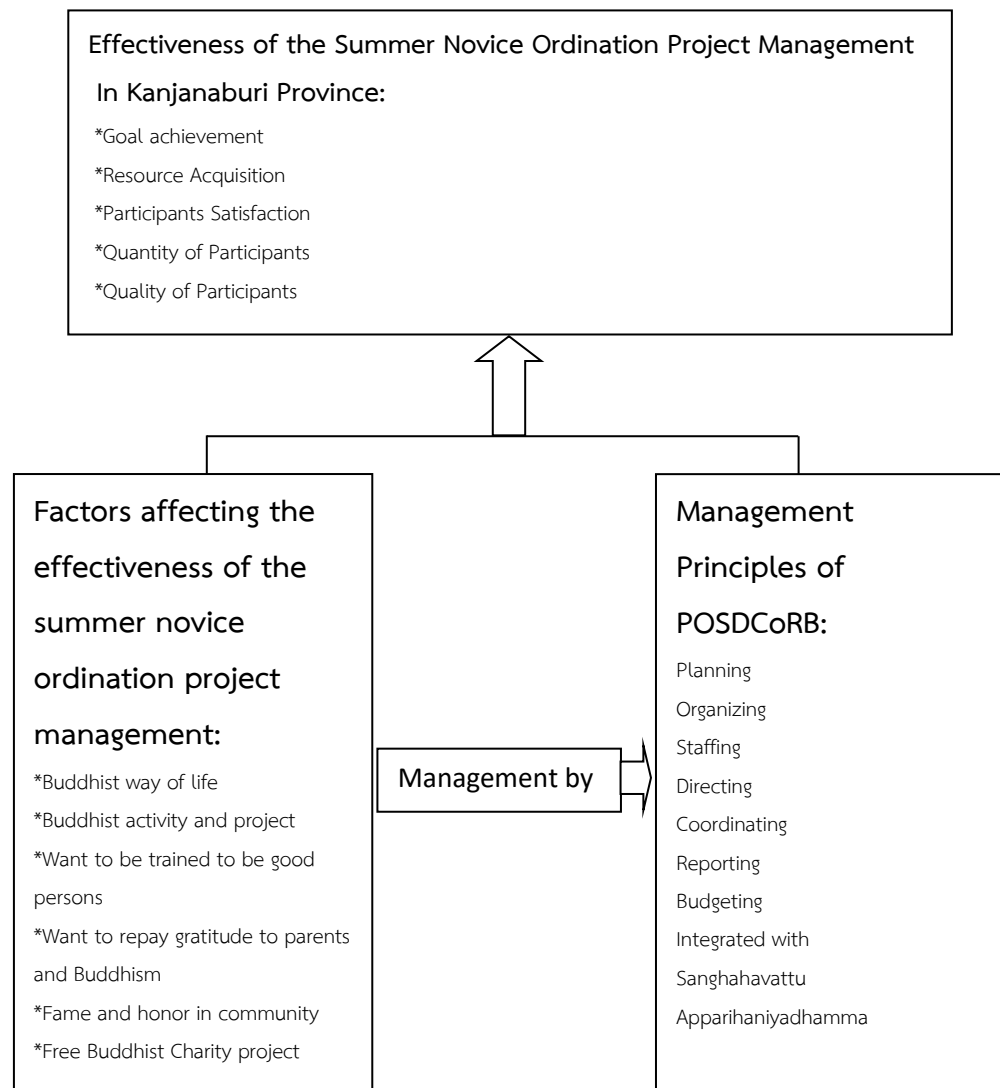 Effectiveness of the Summer Novice Ordination Project Management
In Kanjanaburi Province:
*Goal achievement
*Resource Acquisition
*Participants Satisfaction
*Quantity of Participants
*Quality of Participants
Factors affecting the
effectiveness of the
summer novice
ordination project
management:
*Buddhist way of life
*Buddhist activity and project
*Want to be trained to be good
persons
*Want to repay gratitude to parents
and Buddhism
*Fame and honor in community
*Free Buddhist Charity project
Management by
Management
Principles of
POSDCoRB:
Planning
Organizing
Staffing
Directing
Coordinating
Reporting
Budgeting
Integrated with
Sanghahavattu
Apparihaniyadhamma